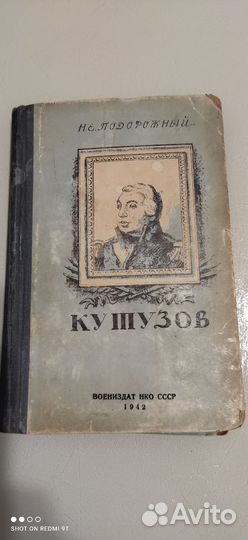 Н.Е. ПОДОРОЖНЫЙ
КУТУЗОВ
ВОЕНИЗДАТ НКО СССР
1942
SHOT ON REDMI 9T
Avito